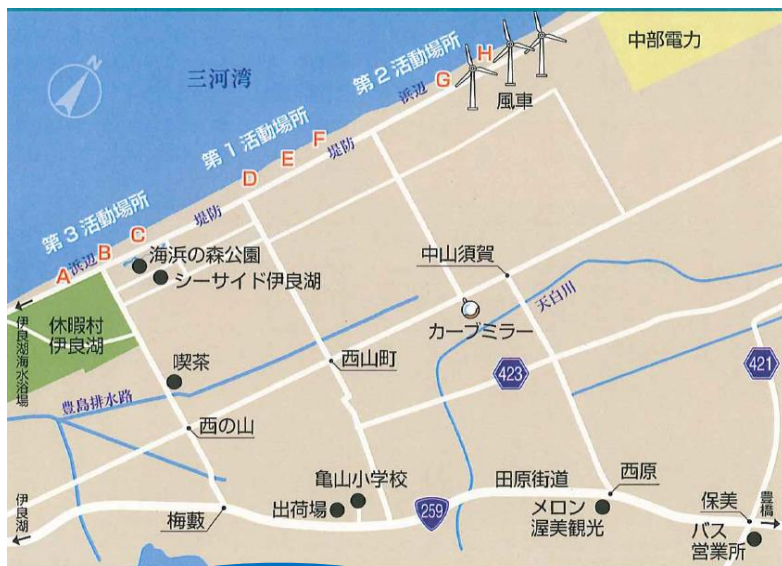 中部電力
N
三河湾
第2活動場所
浜辺
G
H
風車
第1活動場所
D
E
F
堤防
第3活動場所
A
浜辺
B
C
堤防
海浜の森公園
シーサイド伊良湖
中山須賀
天白川
カーブミラー
休暇村
伊良湖
伊良湖海水浴場
喫茶
西山町
423
421
豊島排水路
西の山
亀山小学校
出荷場
田原街道
西原
259
メロン
渥美観光
保美
豊橋
バス
営業所
伊良湖
梅藪